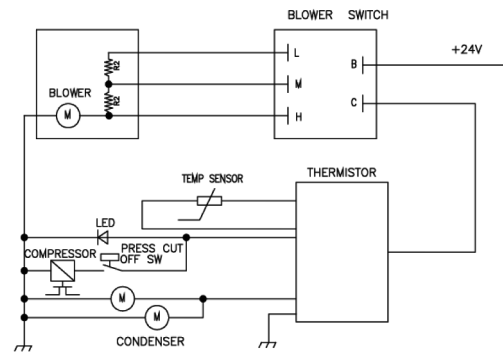 BLOWER SWITCH
+24V
L
R2
B
M
R2
BLOWER
C
M
H
THERMISTOR
TEMP SENSOR
LED
PRESS CUT
OFF SW
COMPRESSOR
M
M
CONDENSER